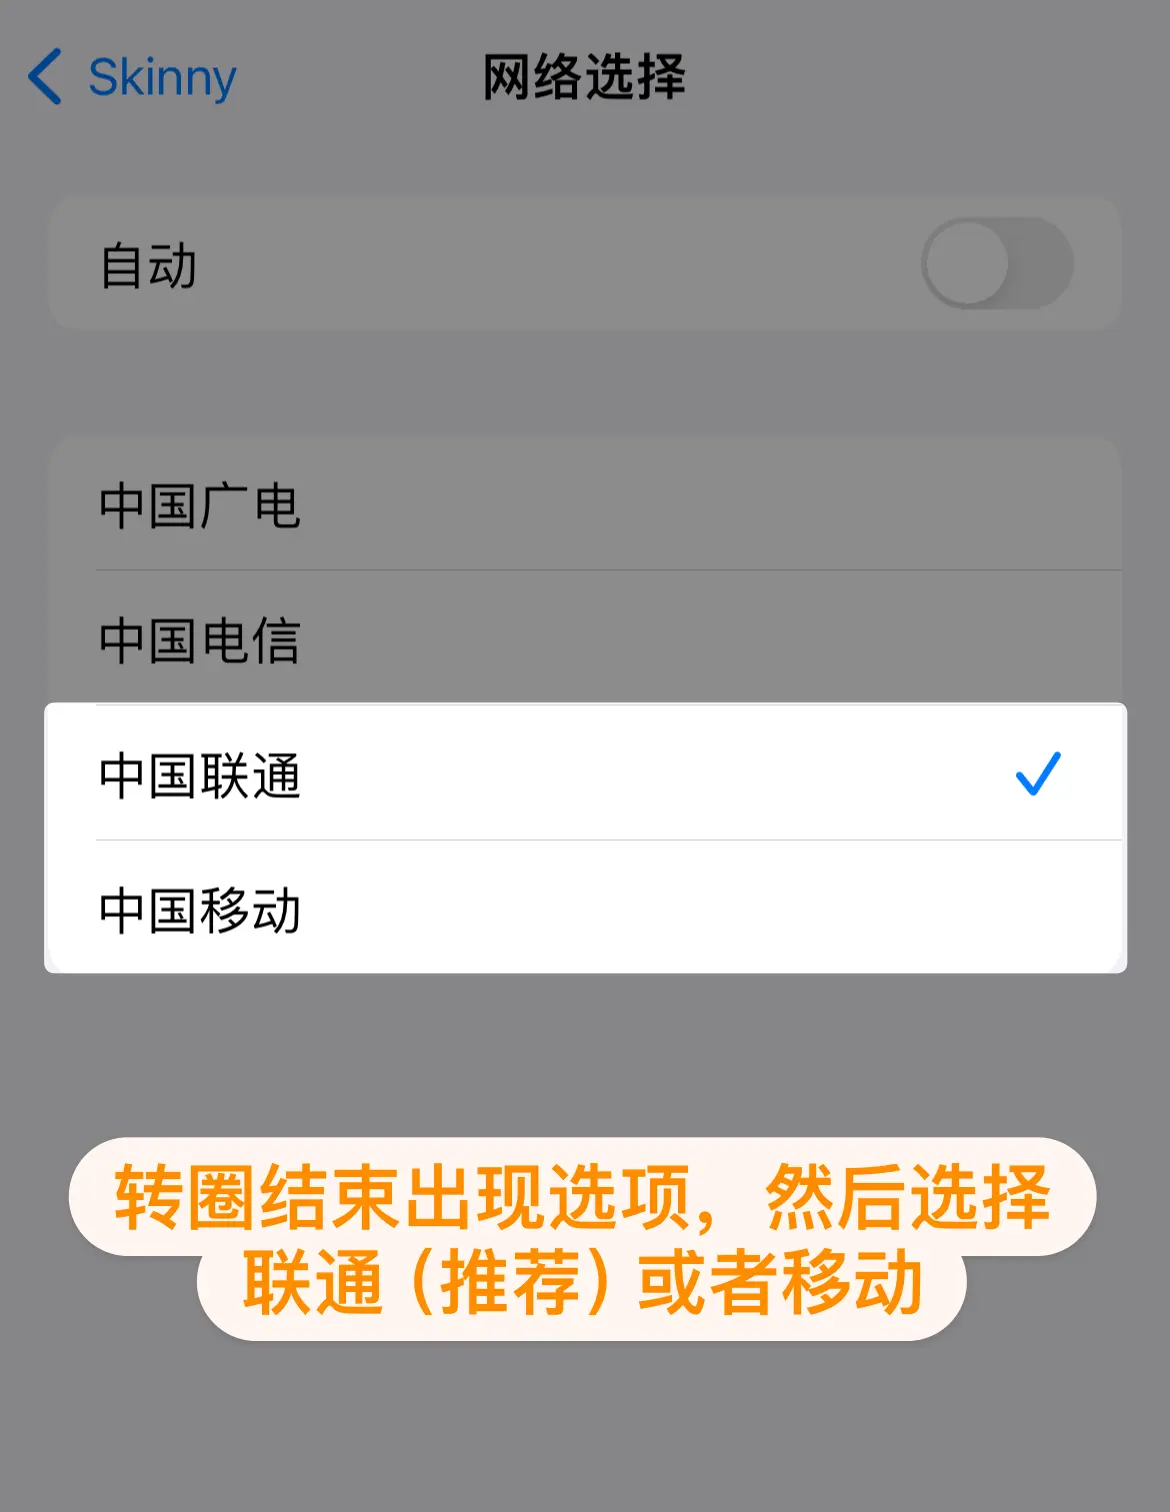 Skinny
网络选择
自动
中国广电
中国电信
中国联通
中国移动
转圈结束出现选项，然后选择
联通（推荐）或者移动